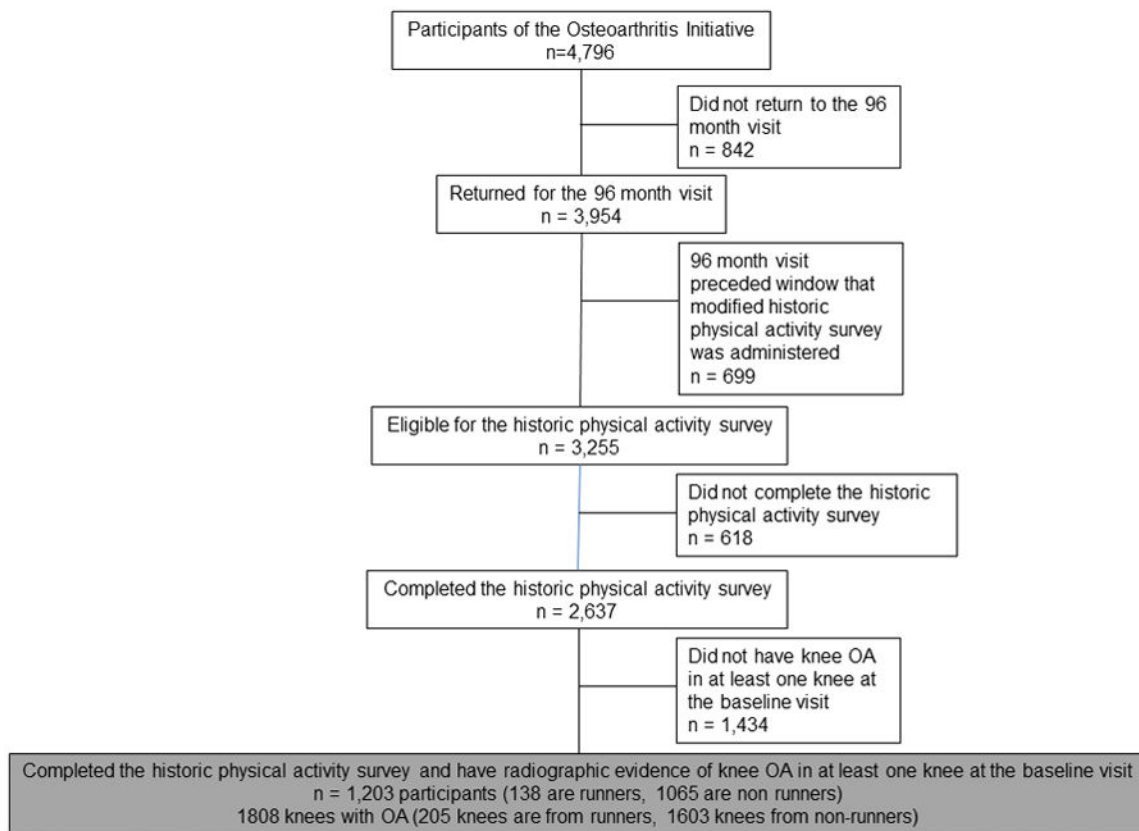 Participants of the Osteoarthritis Initiative
n=4,796
Did not return to the 96
month visit
n = 842
Returned for the 96 month visit
n = 3,954
96 month visit
preceded window that
modified historic
physical activity survey
was administered
n = 699
Eligible for the historic physical activity survey
n = 3,255
Did not complete the historic
physical activity survey
n = 618
Completed the historic physical activity survey
n = 2,637
Did not have knee OA
in at least one knee at
the baseline visit
n = 1,434
Completed the historic physical activity survey and have radiographic evidence of knee OA in at least one knee at the baseline visit
n = 1,203 participants (138 are runners, 1065 are non runners)
1808 knees with OA (205 knees are from runners, 1603 knees from non-runners)